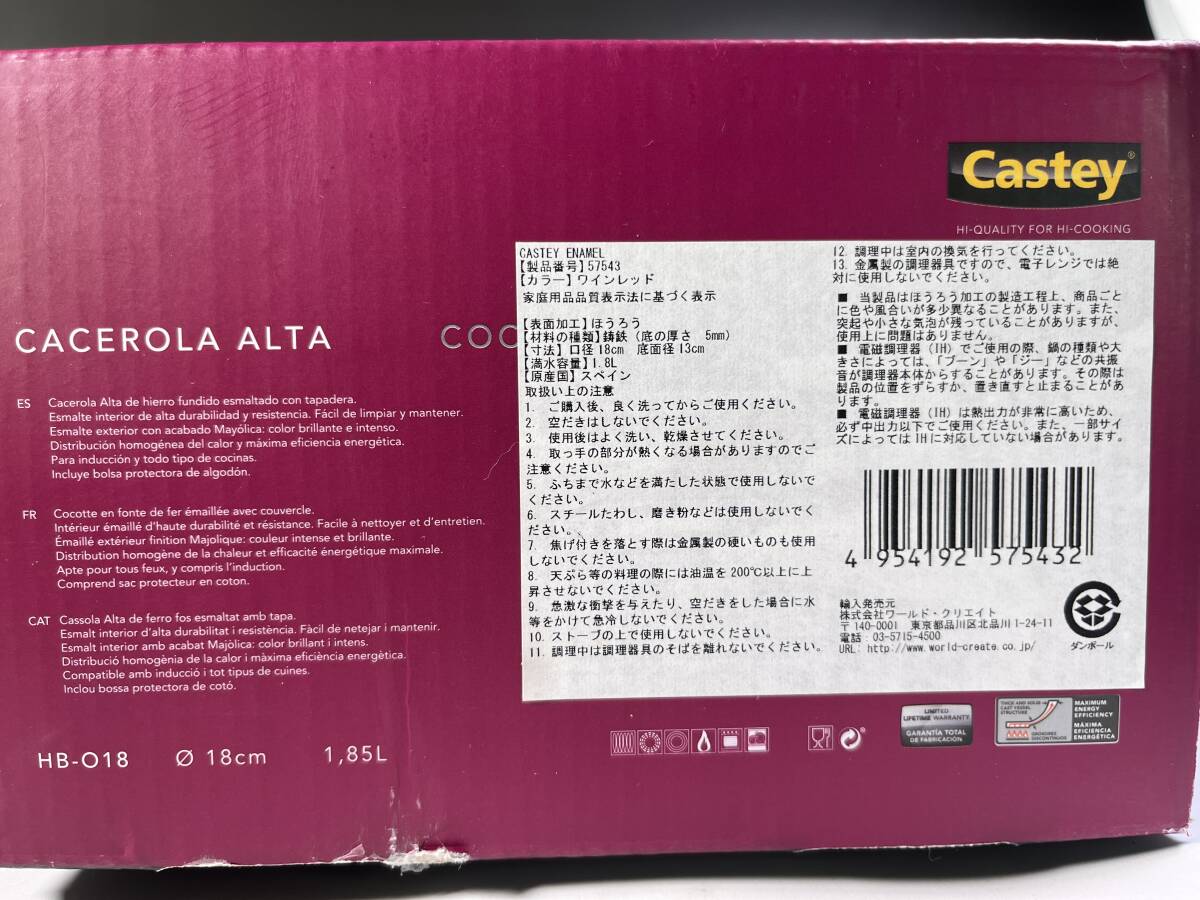 Castey®
HI-QUALITY FOR HI-COOKING
CACEROLA ALTA
COC
ES Cacerola Alta de hierro fundido esmaltado con tapadera.
Esmalte interior de alta durabilidad y resistencia. Fácil de limpiar y mantener.
Esmalte exterior con acabado Mayólica: color brillante e intenso.
Distribución homogénea del calor y máxima eficiencia energética.
Para inducción y todo tipo de cocinas.
Incluye bolsa protectora de algodón.
FR Cocotte en fonte de fer émaillée avec couvercle.
Intérieur émaillé d'haute durabilité et résistance. Facile à nettoyer et d'entretien.
Émaillé extérieur finition Majolique: couleur intense et brillante.
Distribution homogène de la chaleur et efficacité énergétique maximale.
Apte pour tous feux, y compris l'induction.
Comprend sac protecteur en coton.
CAT Cassola Alta de ferro fos esmaltat amb tapa.
Esmalt interior d'alta durabilitat i resistència. Fàcil de netejar i mantenir.
Esmalt interior amb acabat Majòlica: color brillant i intens.
Distribució homogènia de la calor i màxima eficiència energètica.
Compatible amb inducció i tot tipus de cuines.
Inclou bossa protectora de cotó.
HB-O18 Ø 18cm 1,85L
CASTEY ENAMEL
【製品番号】57543
【カラー】ワインレッド
家庭用品品質表示法に基づく表示
【表面加工】ほうろう
【材料の種類】鋳鉄（底の厚さ 5mm）
【寸法】口径18cm 底面径13cm
【満水容量】1.8L
【原産国】スペイン
取扱い上の注意
1. ご購入後、良く洗ってからご使用ください。
2. 空だきはしないでください。
3. 使用後はよく洗い、乾燥させてください。
4. 取っ手の部分が熱くなる場合がありますのでご
注意ください。
5. ふちまで水などを満たした状態で使用しないで
ください。
6. スチールたわし、磨き粉などは使用しないでく
ださい。
7. 焦げ付きを落とす際は金属製の硬いものも使用
しないでください。
8. 天ぷら等の料理の際には油温を200℃以上に上
昇させないでください。
9. 急激な衝撃を与えたり、空だきをした場合に水
等をかけて急冷しないでください。
10. ストーブの上で使用しないでください。
11. 調理中は調理器具のそばを離れないでください。
12. 調理中は室内の換気を行ってください。
13. 金属製の調理器具ですので、電子レンジでは絶
対に使用しないでください。
■ 当製品はほうろう加工の製造工程上、商品ごと
に色や風合いが多少異なることがあります。また、
突起や小さな気泡が残っていることがありますが、
使用上に問題はありません。
■ 電磁調理器（IH）でご使用の際、鍋の種類や大
きさによっては、「ブーン」や「ジー」などの共振
音が調理器本体からすることがあります。その際は
製品の位置をずらすか、置き直すと止まることがあ
ります。
■ 電磁調理器（IH）は熱出力が非常に高いため、
必ず中出力以下でご使用ください。また、一部サイ
ズによってはIHに対応していない場合があります。
4 954192 575432
輸入発売元
株式会社ワールド・クリエイト
〒140-0001 東京都品川区北品川1-24-11
電話：03-5715-4500
URL: http://www.world-create.co.jp/
ダンボール
LIMITED
LIFETIME WARRANTY
GARANTÍA TOTAL
DE FABRICACIÓN
THICK AND SOLID
CAST VESSEL
STRUCTURE
GROSORES
DISCONTINUOS
MAXIMUM
ENERGY
EFFICIENCY
MÁXIMA
EFICIENCIA
ENERGÉTICA